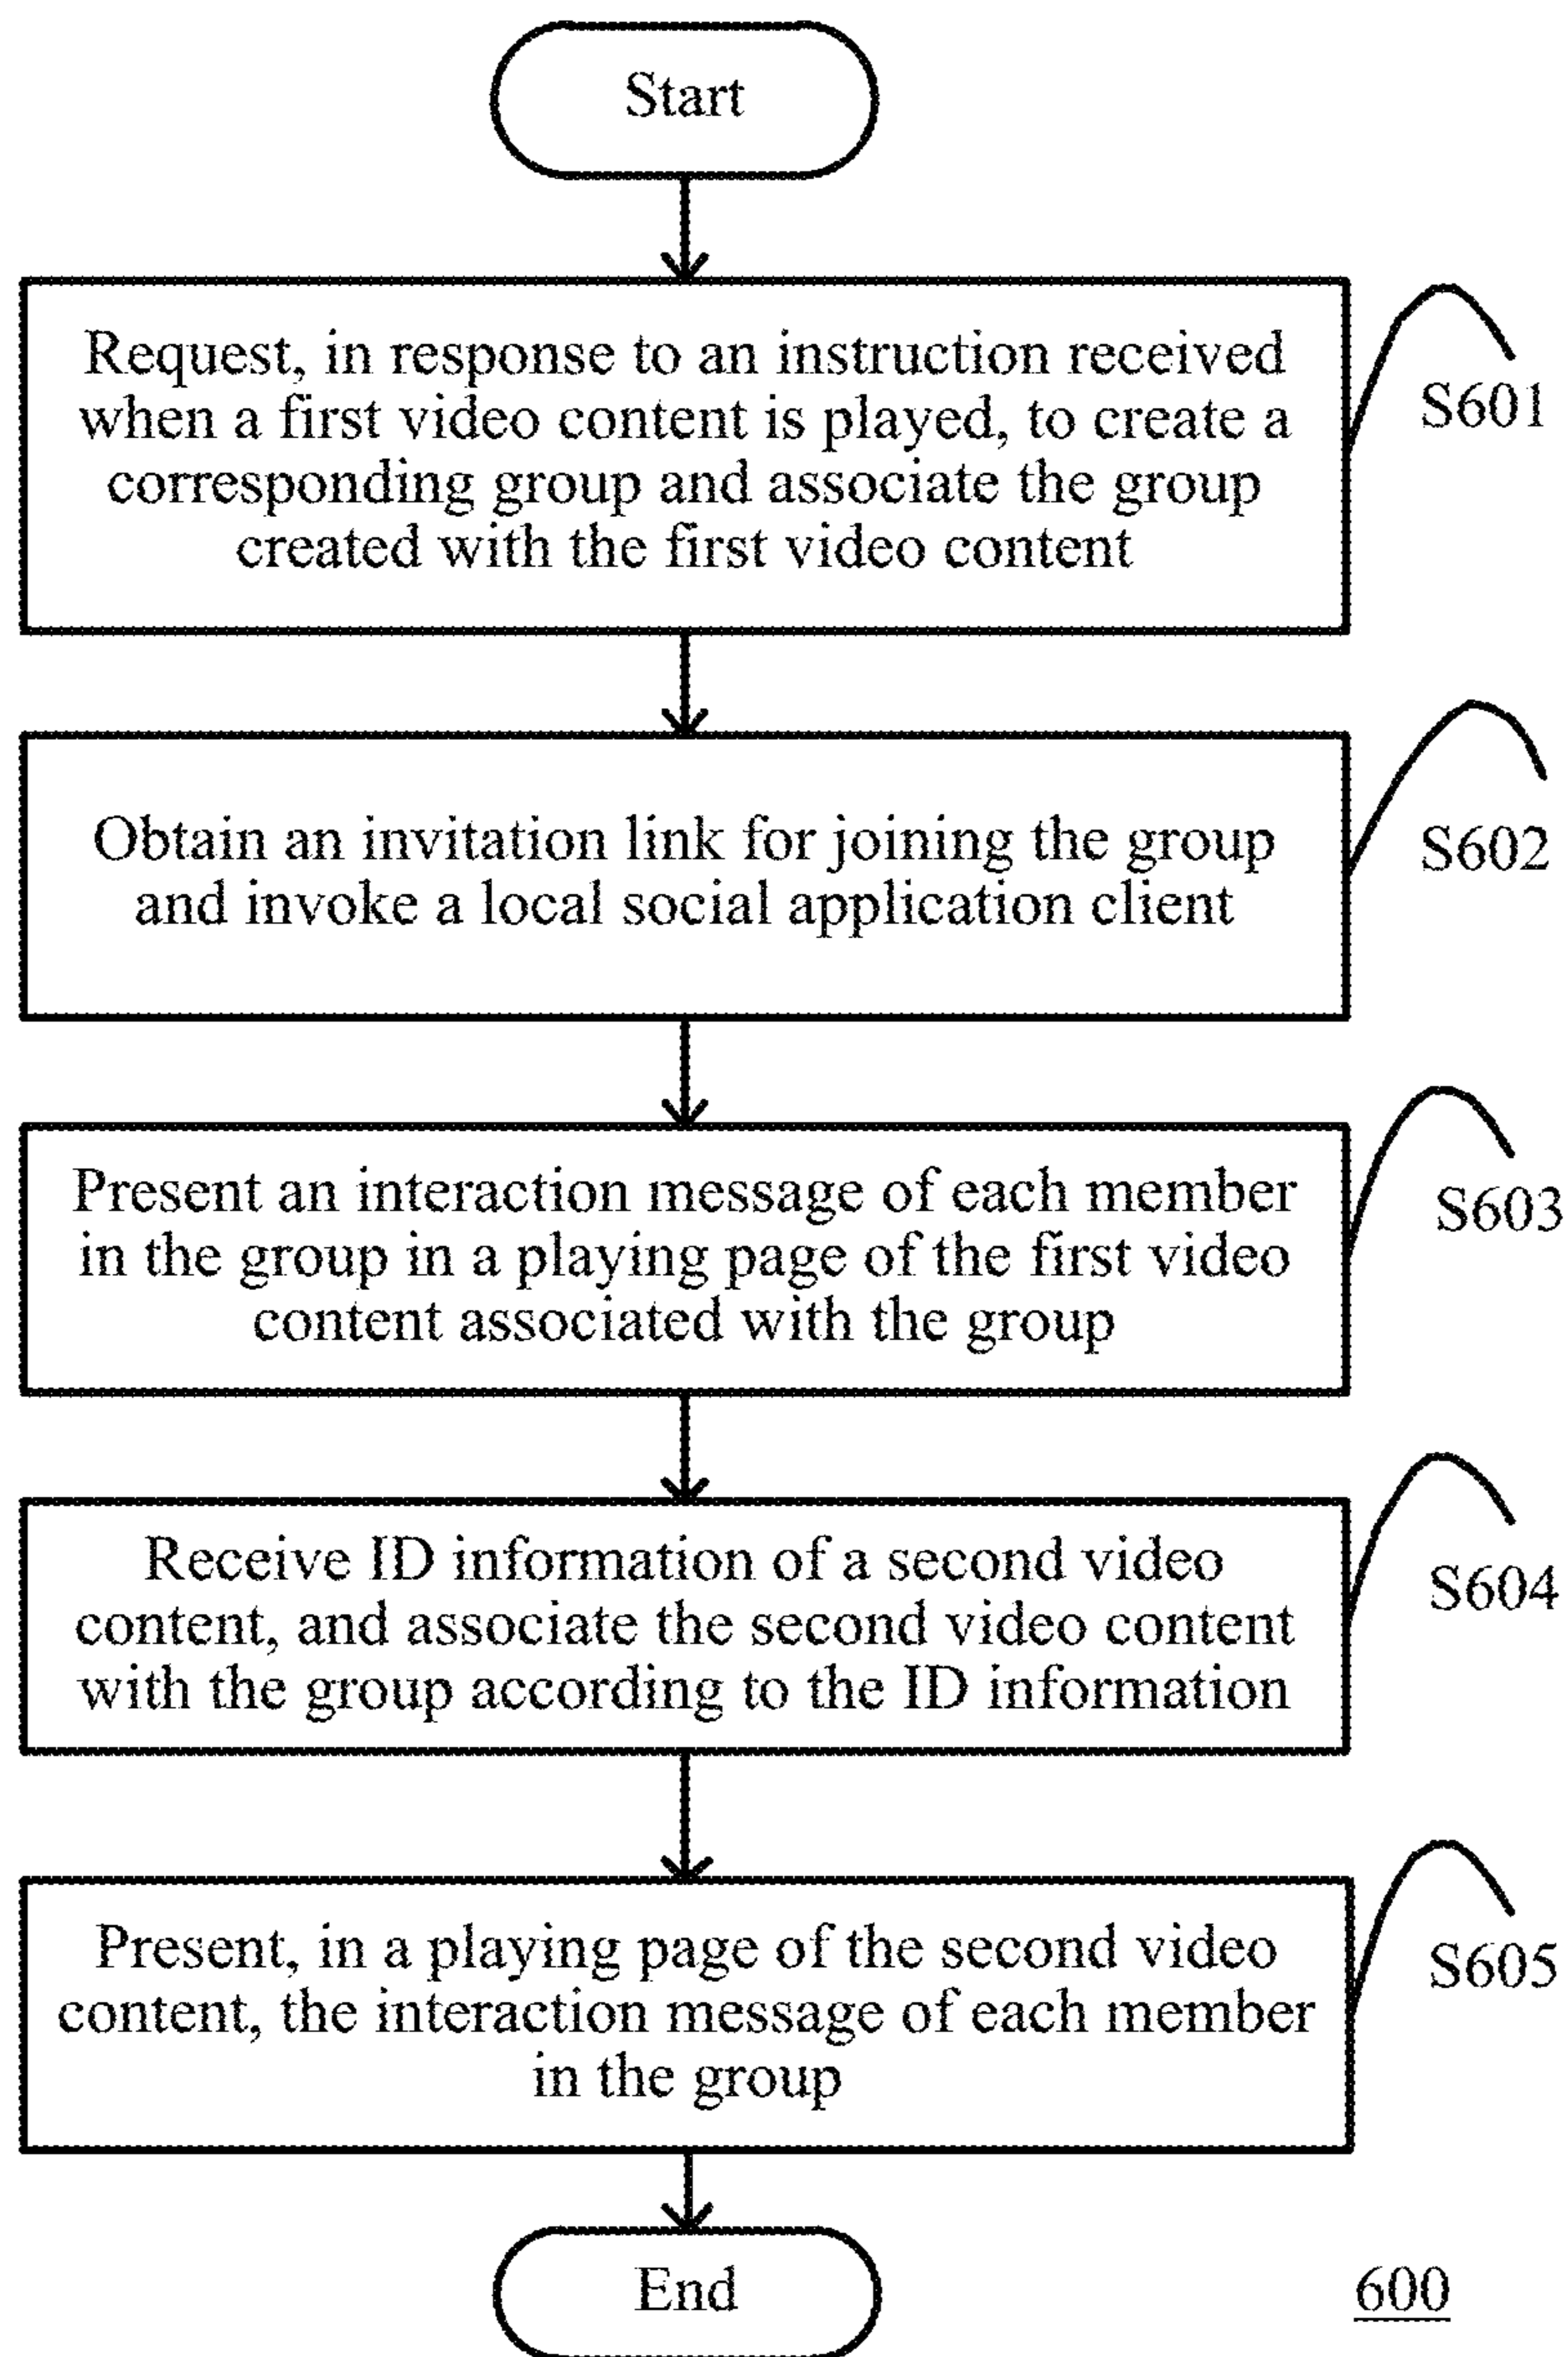 Start
Request, in response to an instruction received
when a first video content is played, to create a
corresponding group and associate the group
created with the first video content
S601
Obtain an invitation link for joining the group
and invoke a local social application client
S602
Present an interaction message of each member
in the group in a playing page of the first video
content associated with the group
S603
Receive ID information of a second video
content, and associate the second video content
with the group according to the ID information
S604
Present, in a playing page of the second video
content, the interaction message of each member
in the group
S605
End
600